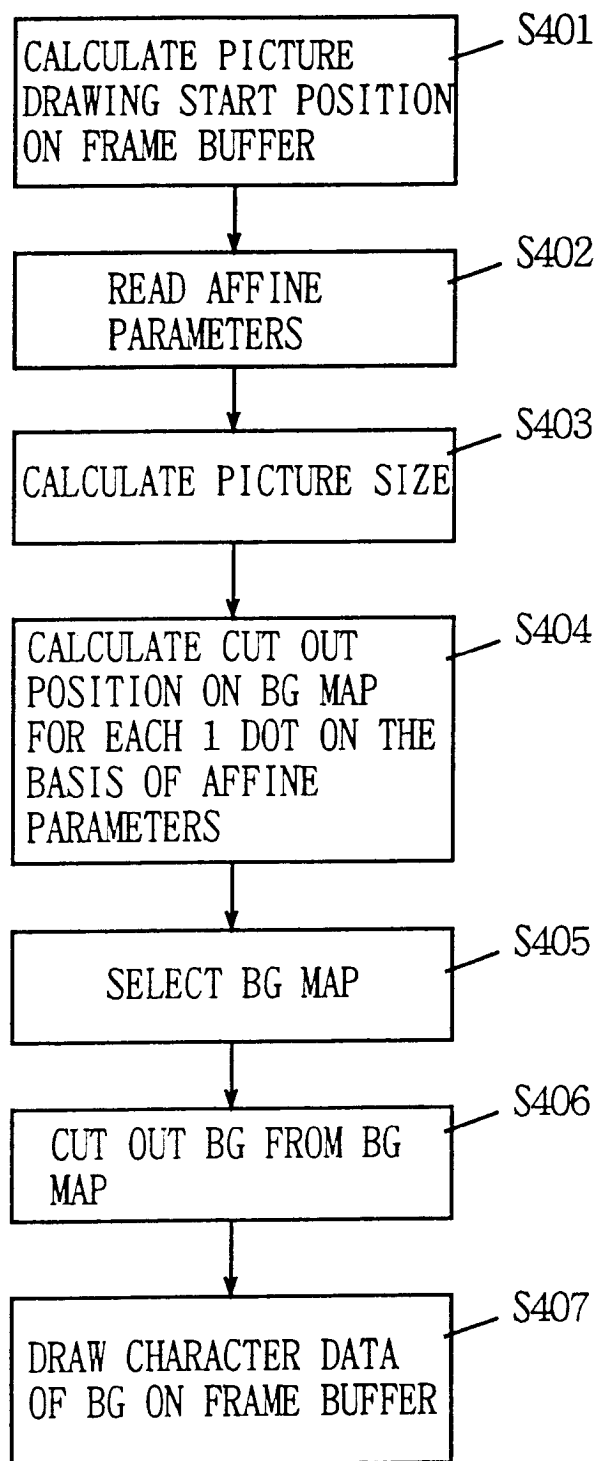 S401
CALCULATE PICTURE
DRAWING START POSITION
ON FRAME BUFFER
S402
READ AFFINE
PARAMETERS
S403
CALCULATE PICTURE SIZE
S404
CALCULATE CUT OUT
POSITION ON BG MAP
FOR EACH 1 DOT ON THE
BASIS OF AFFINE
PARAMETERS
S405
SELECT BG MAP
S406
CUT OUT BG FROM BG
MAP
S407
DRAW CHARACTER DATA
OF BG ON FRAME BUFFER